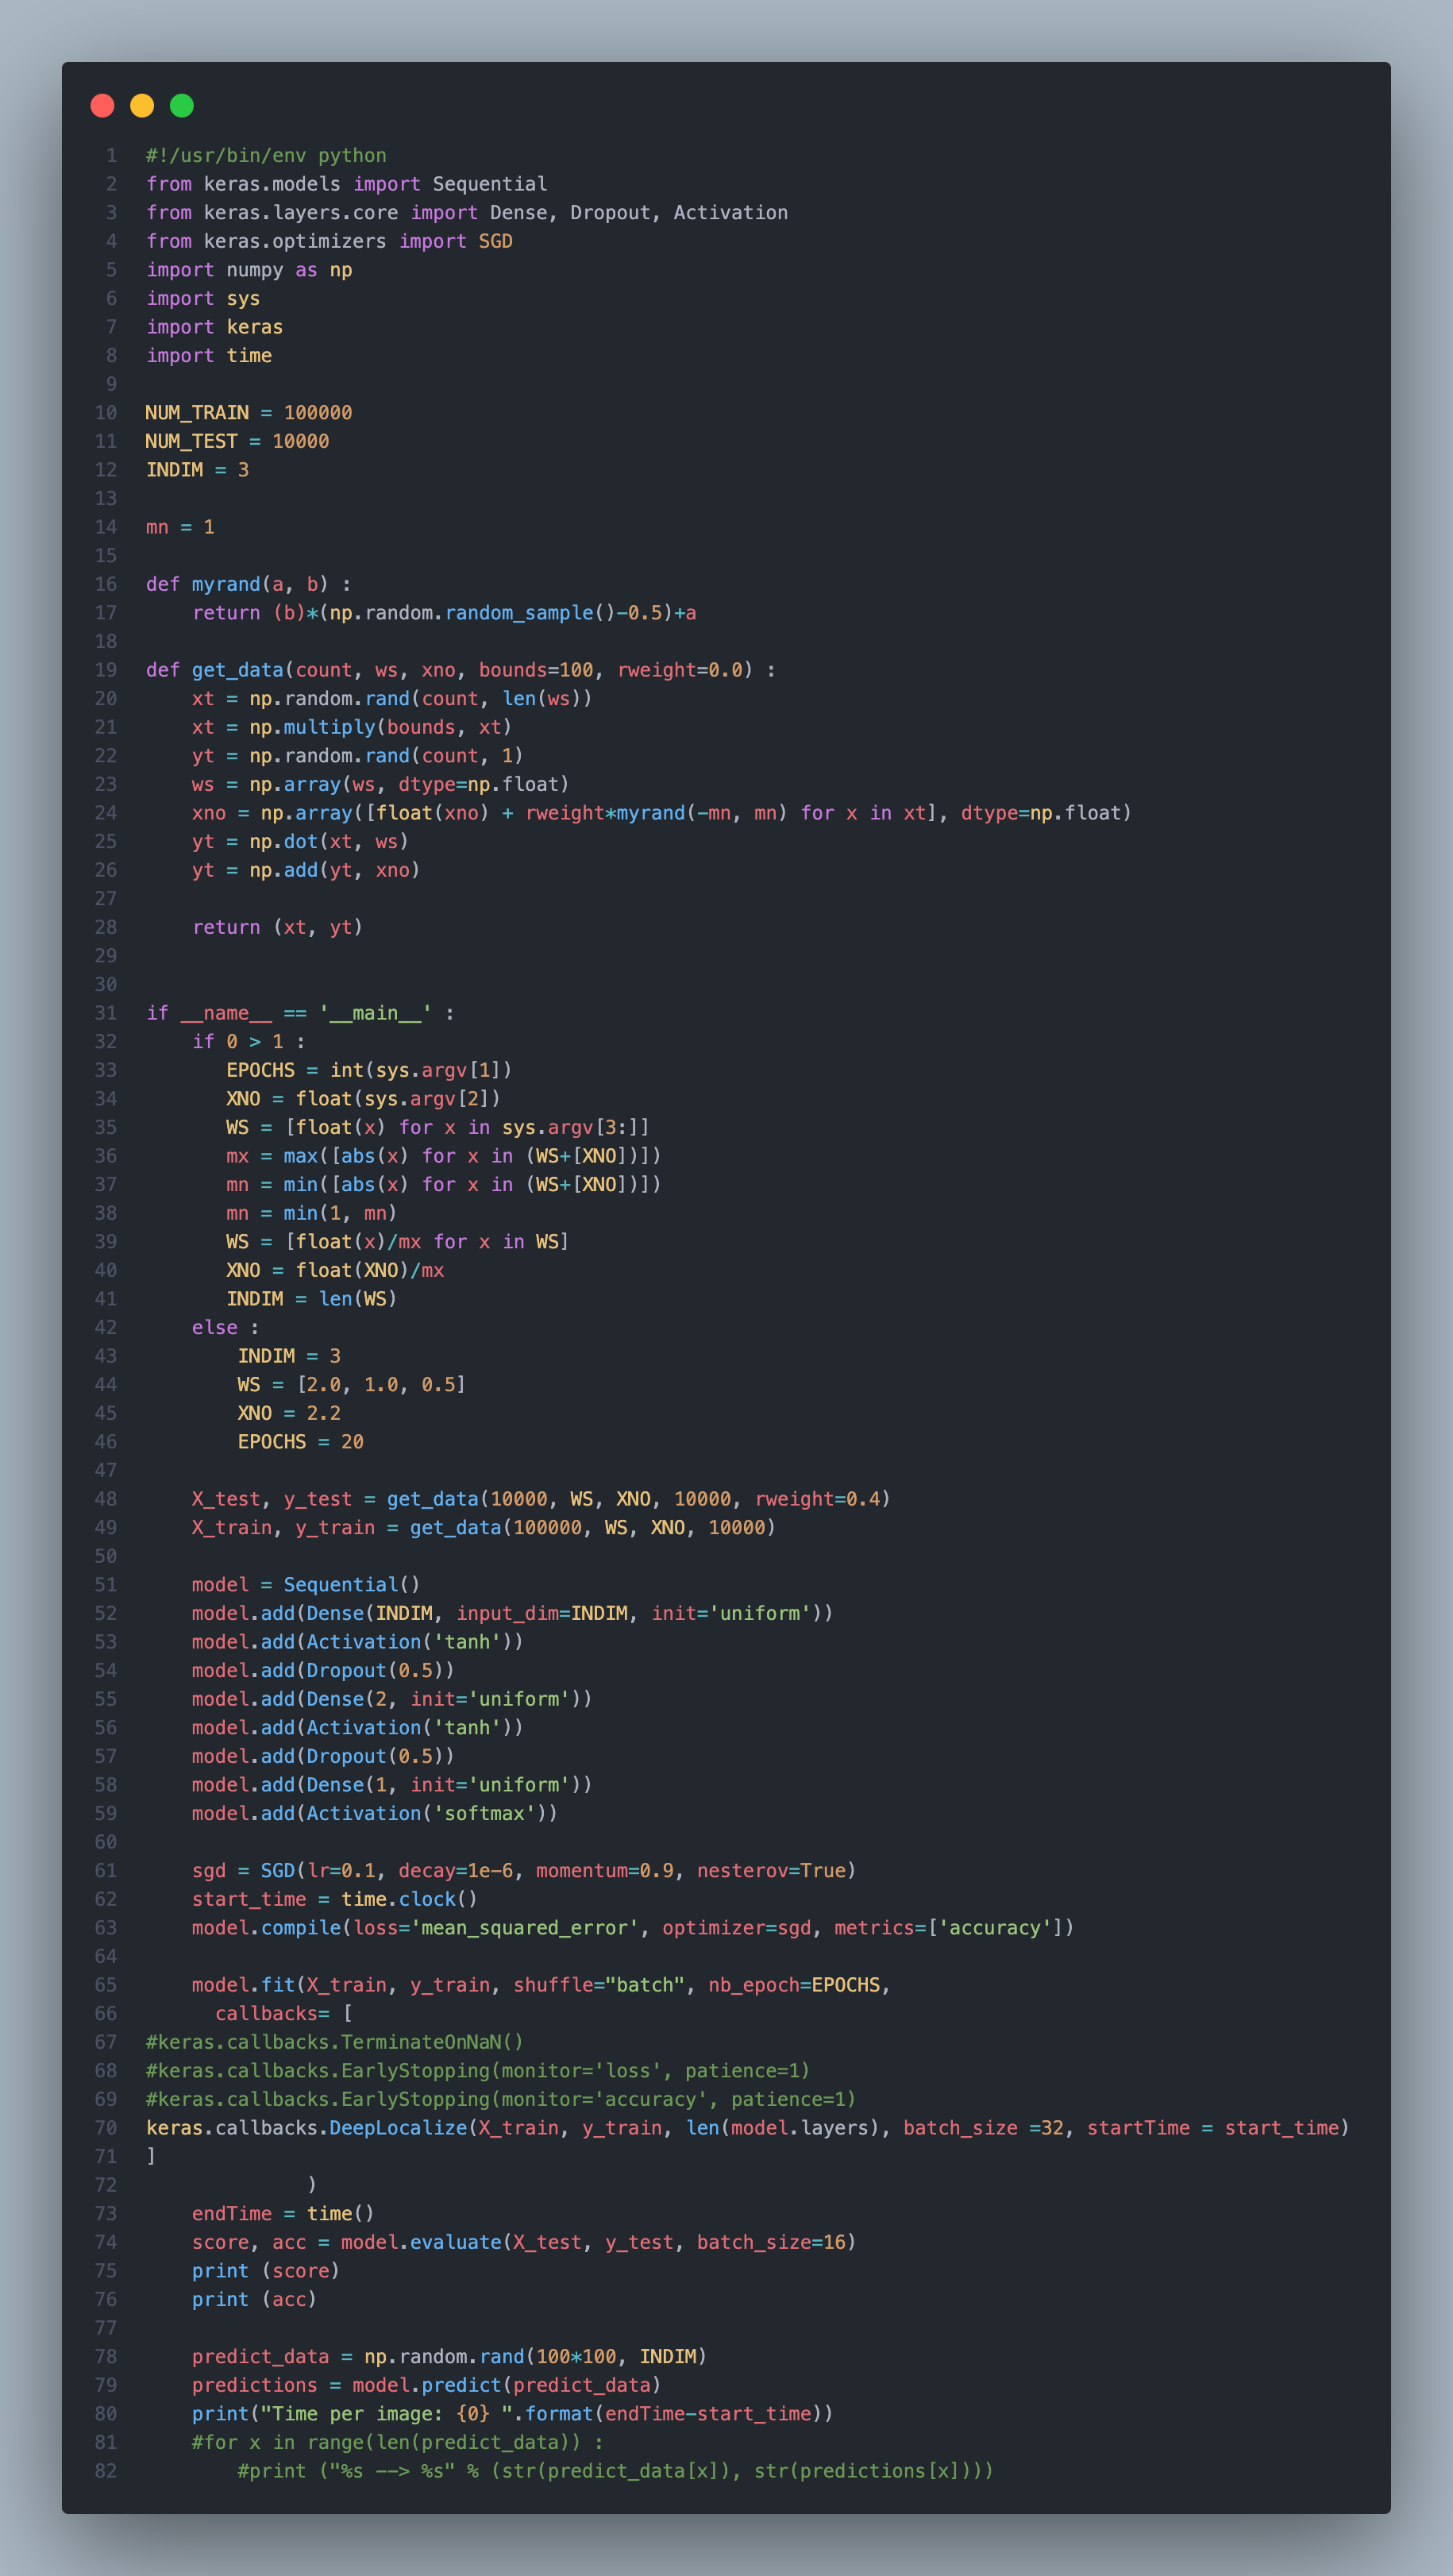 1 #!/usr/bin/env python
2 from keras.models import Sequential
3 from keras.layers.core import Dense, Dropout, Activation
4 from keras.optimizers import SGD
5 import numpy as np
6 import sys
7 import keras
8 import time
9
10 NUM_TRAIN = 100000
11 NUM_TEST = 10000
12 INDIM = 3
13
14 mn = 1
15
16 def myrand(a, b) :
17     return (b)*(np.random.random_sample()-0.5)+a
18
19 def get_data(count, ws, xno, bounds=100, rweight=0.0) :
20     xt = np.random.rand(count, len(ws))
21     xt = np.multiply(bounds, xt)
22     yt = np.random.rand(count, 1)
23     ws = np.array(ws, dtype=np.float)
24     xno = np.array([float(xno) + rweight*myrand(-mn, mn) for x in xt], dtype=np.float)
25     yt = np.dot(xt, ws)
26     yt = np.add(yt, xno)
27
28     return (xt, yt)
29
30
31 if __name__ == '__main__' :
32     if 0 > 1 :
33        EPOCHS = int(sys.argv[1])
34        XNO = float(sys.argv[2])
35        WS = [float(x) for x in sys.argv[3:]]
36        mx = max([abs(x) for x in (WS+[XNO])])
37        mn = min([abs(x) for x in (WS+[XNO])])
38        mn = min(1, mn)
39        WS = [float(x)/mx for x in WS]
40        XNO = float(XNO)/mx
41        INDIM = len(WS)
42     else :
43         INDIM = 3
44         WS = [2.0, 1.0, 0.5]
45         XNO = 2.2
46         EPOCHS = 20
47
48     X_test, y_test = get_data(10000, WS, XNO, 10000, rweight=0.4)
49     X_train, y_train = get_data(100000, WS, XNO, 10000)
50
51     model = Sequential()
52     model.add(Dense(INDIM, input_dim=INDIM, init='uniform'))
53     model.add(Activation('tanh'))
54     model.add(Dropout(0.5))
55     model.add(Dense(2, init='uniform'))
56     model.add(Activation('tanh'))
57     model.add(Dropout(0.5))
58     model.add(Dense(1, init='uniform'))
59     model.add(Activation('softmax'))
60
61     sgd = SGD(lr=0.1, decay=1e-6, momentum=0.9, nesterov=True)
62     start_time = time.clock()
63     model.compile(loss='mean_squared_error', optimizer=sgd, metrics=['accuracy'])
64
65     model.fit(X_train, y_train, shuffle="batch", nb_epoch=EPOCHS,
66       callbacks= [
67 #keras.callbacks.TerminateOnNaN()
68 #keras.callbacks.EarlyStopping(monitor='loss', patience=1)
69 #keras.callbacks.EarlyStopping(monitor='accuracy', patience=1)
70 keras.callbacks.DeepLocalize(X_train, y_train, len(model.layers), batch_size =32, startTime = start_time)
71 ]
72               )
73     endTime = time()
74     score, acc = model.evaluate(X_test, y_test, batch_size=16)
75     print (score)
76     print (acc)
77
78     predict_data = np.random.rand(100*100, INDIM)
79     predictions = model.predict(predict_data)
80     print("Time per image: {0} ".format(endTime-start_time))
81     #for x in range(len(predict_data)) :
82         #print ("%s --> %s" % (str(predict_data[x]), str(predictions[x])))